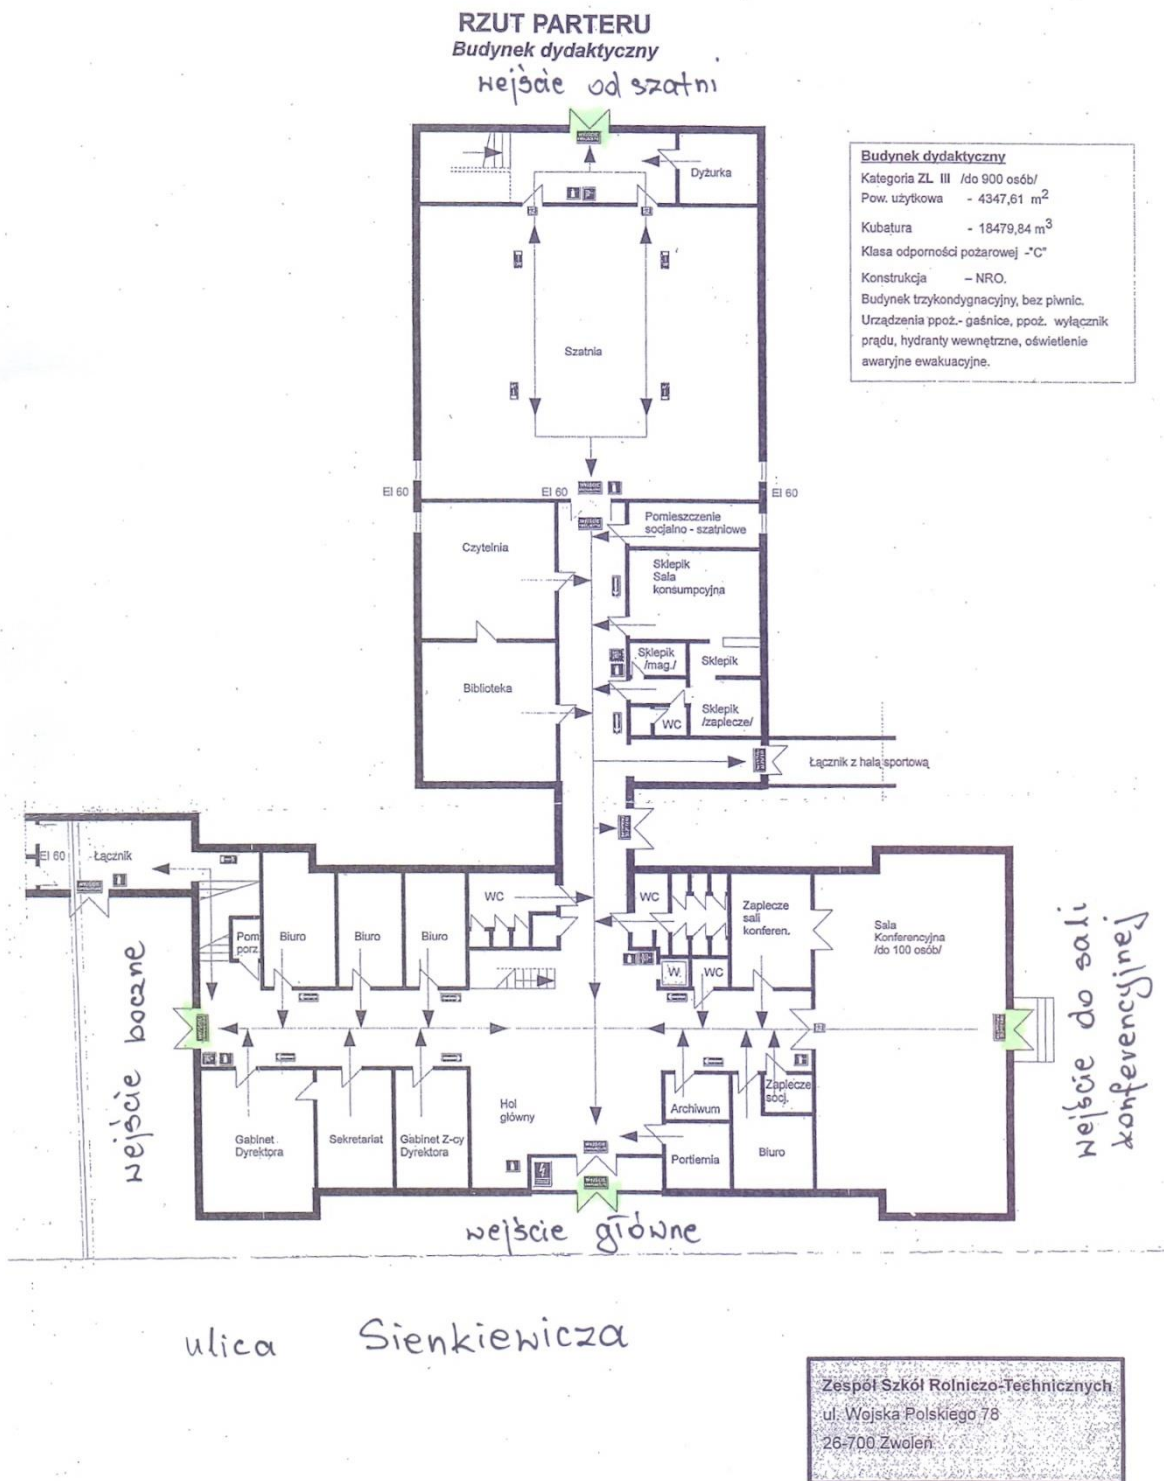 RZUT PARTERU
Budynek dydaktyczny
wejście od szatni
Budynek dydaktyczny
Kategoria ZL III /do 900 osób/
Pow. użytkowa - 4347,61 m²
Kubatura - 18479,84 m³
Klasa odporności pożarowej -"C"
Konstrukcja – NRO.
Budynek trzykondygnacyjny, bez piwnic.
Urządzenia ppoż.- gaśnice, ppoż. wyłącznik
prądu, hydranty wewnętrzne, oświetlenie
awaryjne ewakuacyjne.
Dyżurka
Szatnia
EI 60
EI 60
EI 60
Pomieszczenie
socjalno - szatniowe
Czytelnia
Sklepik
Sala
konsumpcyjna
Sklepik
/mag./
Sklepik
Biblioteka
Sklepik
/zaplecze/
WC
Łącznik z halą sportową
EI 60
Łącznik
WC
WC
Zaplecze
sali
konferen.
Sala
Konferencyjna
/do 100 osób/
Pom.
porz.
Biuro
Biuro
Biuro
W.
WC
wejście boczne
wejście do sali
konferencyjnej
Zaplecze
socj.
Hol
główny
Archiwum
Gabinet
Dyrektora
Sekretariat
Gabinet Z-cy
Dyrektora
Portiernia
Biuro
wejście główne
ulica Sienkiewicza
Zespół Szkół Rolniczo-Technicznych
ul. Wojska Polskiego 78
26-700 Zwoleń